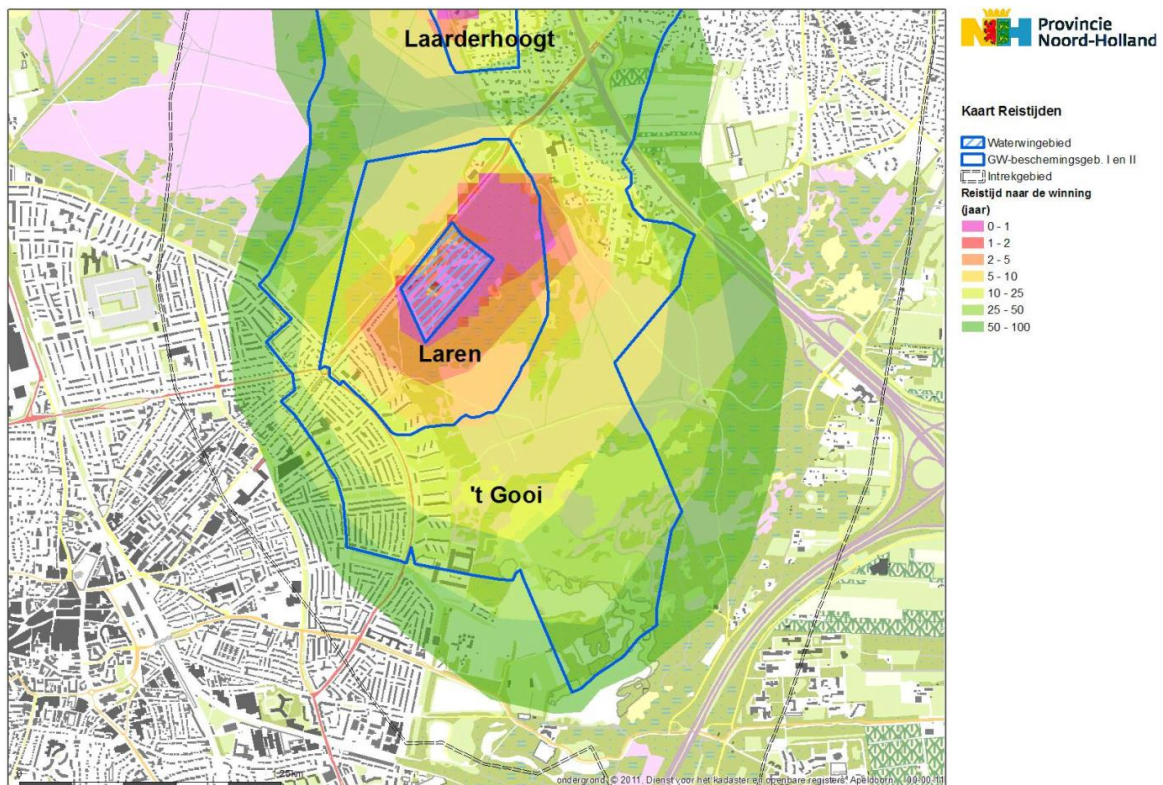 Laarderhoogt
Laren
't Gooi
Provincie
Noord-Holland
Kaart Reistijden
Waterwingebied
GW-beschemingsgeb. I en II
Intrekgebied
Reistijd naar de winning
(jaar)
0 - 1
1 - 2
2 - 5
5 - 10
10 - 25
25 - 50
50 - 100
ondergrond: © 2011, Dienst voor het kadaster en openbare registers, Apeldoorn